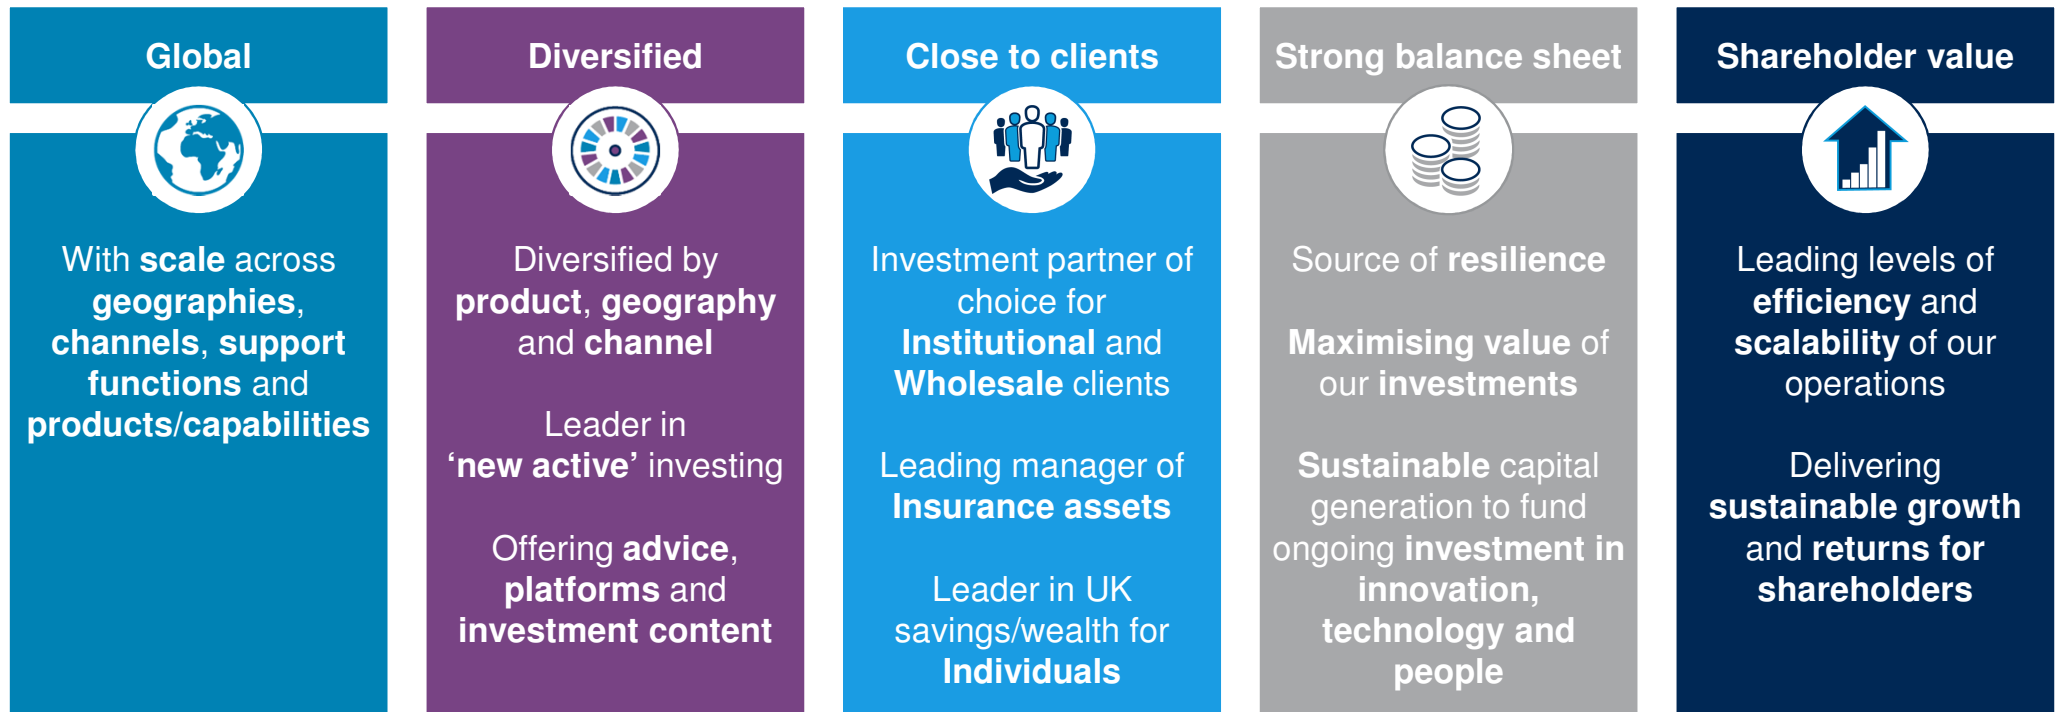 Global
With scale across
geographies,
channels, support
functions and
products/capabilities
Diversified
Diversified by
product, geography
and channel
Leader in
‘new active’ investing
Offering advice,
platforms and
investment content
Close to clients
Investment partner of
choice for
Institutional and
Wholesale clients
Leading manager of
Insurance assets
Leader in UK
savings/wealth for
Individuals
Strong balance sheet
Source of resilience
Maximising value of
our investments
Sustainable capital
generation to fund
ongoing investment in
innovation,
technology and
people
Shareholder value
Leading levels of
efficiency and
scalability of our
operations
Delivering
sustainable growth
and returns for
shareholders